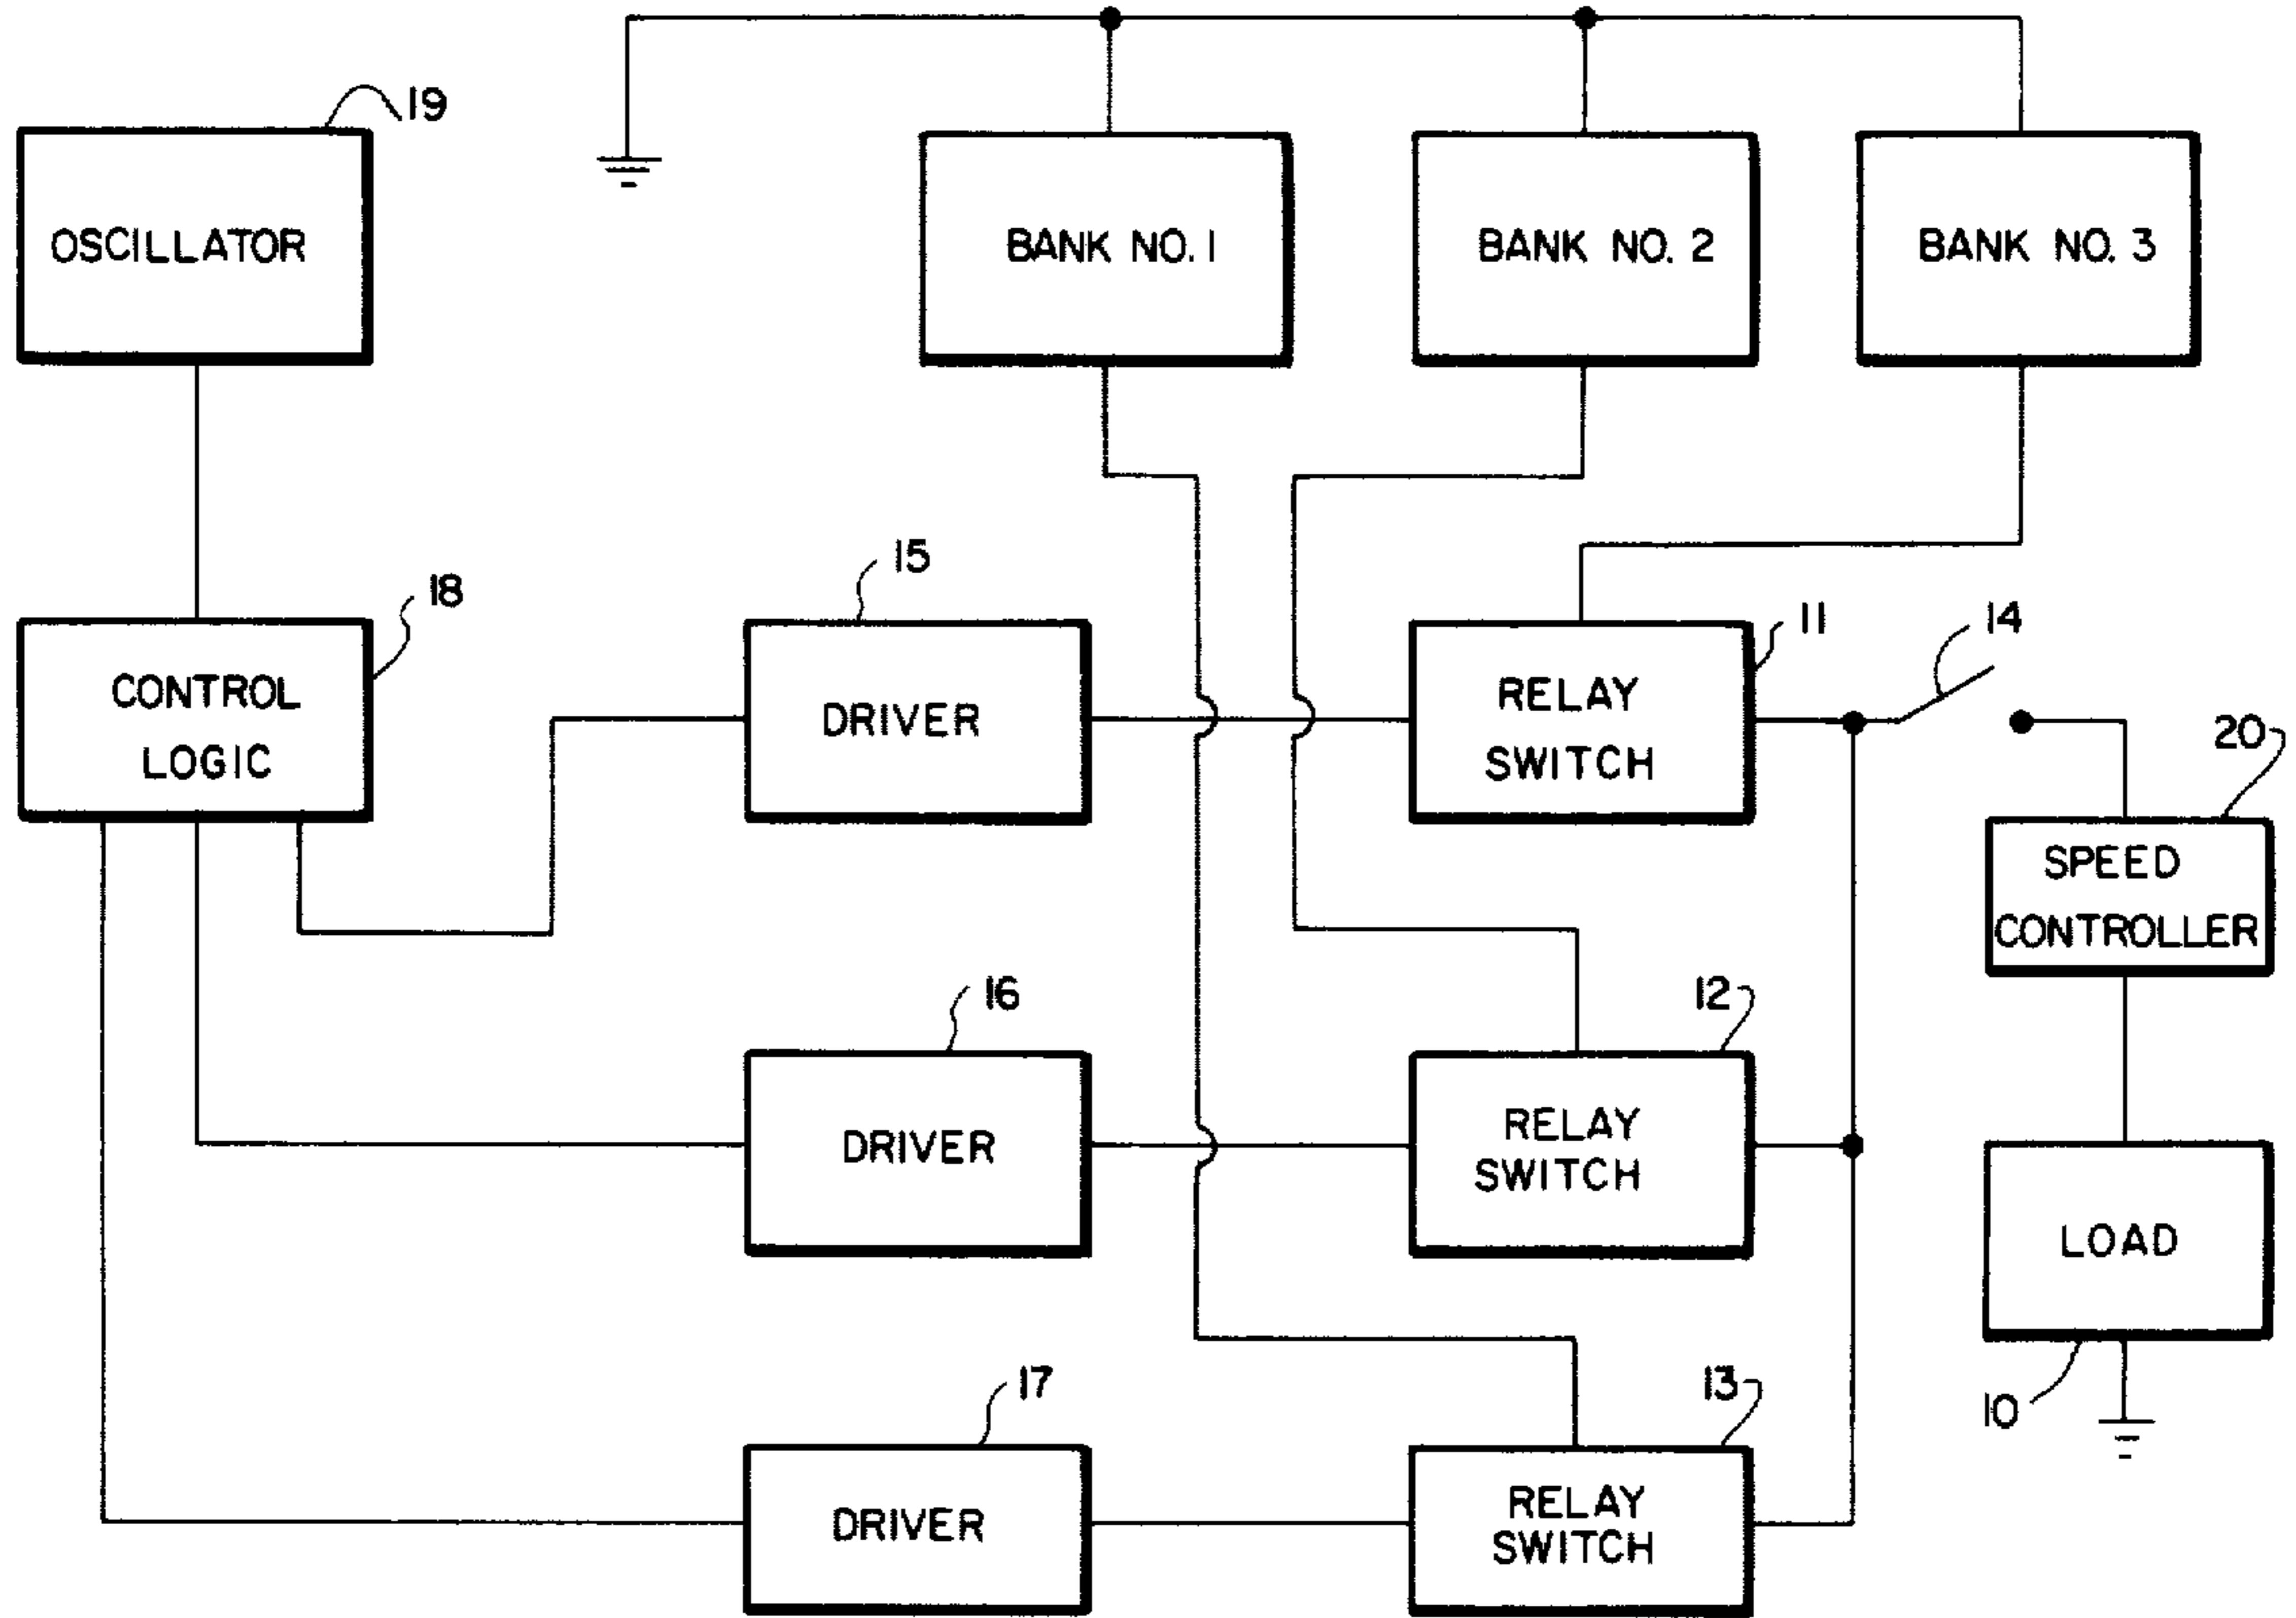 19
OSCILLATOR
BANK NO. 1
BANK NO. 2
BANK NO. 3
18
CONTROL
LOGIC
15
DRIVER
11
RELAY
SWITCH
14
20
SPEED
CONTROLLER
16
DRIVER
12
RELAY
SWITCH
LOAD
10
17
DRIVER
13
RELAY
SWITCH